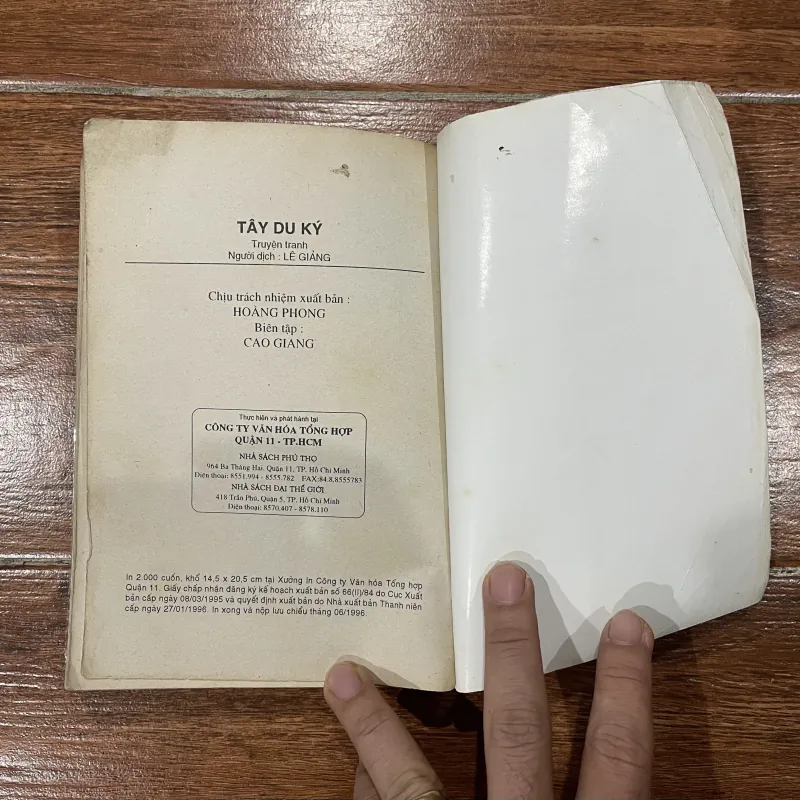 TÂY DU KÝ
Truyện tranh
Người dịch : LÊ GIẢNG
Chịu trách nhiệm xuất bản :
HOÀNG PHONG
Biên tập :
CAO GIANG
Thực hiện và phát hành tại
CÔNG TY VĂN HÓA TỔNG HỢP
QUẬN 11 - TP.HCM
NHÀ SÁCH PHÚ THỌ
964 Ba Tháng Hai, Quận 11, TP. Hồ Chí Minh
Điện thoại: 8551.994 - 8555.782 FAX:84.8.8555783
NHÀ SÁCH ĐẠI THẾ GIỚI
418 Trần Phú, Quận 5, TP. Hồ Chí Minh
Điện thoại: 8570.407 - 8578.110
In 2.000 cuốn, khổ 14,5 x 20,5 cm tại Xưởng In Công ty Văn hóa Tổng hợp
Quận 11. Giấy chấp nhận đăng ký kế hoạch xuất bản số 66(II)/84 do Cục Xuất
bản cấp ngày 08/03/1995 và quyết định xuất bản do Nhà xuất bản Thanh niên
cấp ngày 27/01/1996. In xong và nộp lưu chiểu tháng 06/1996.